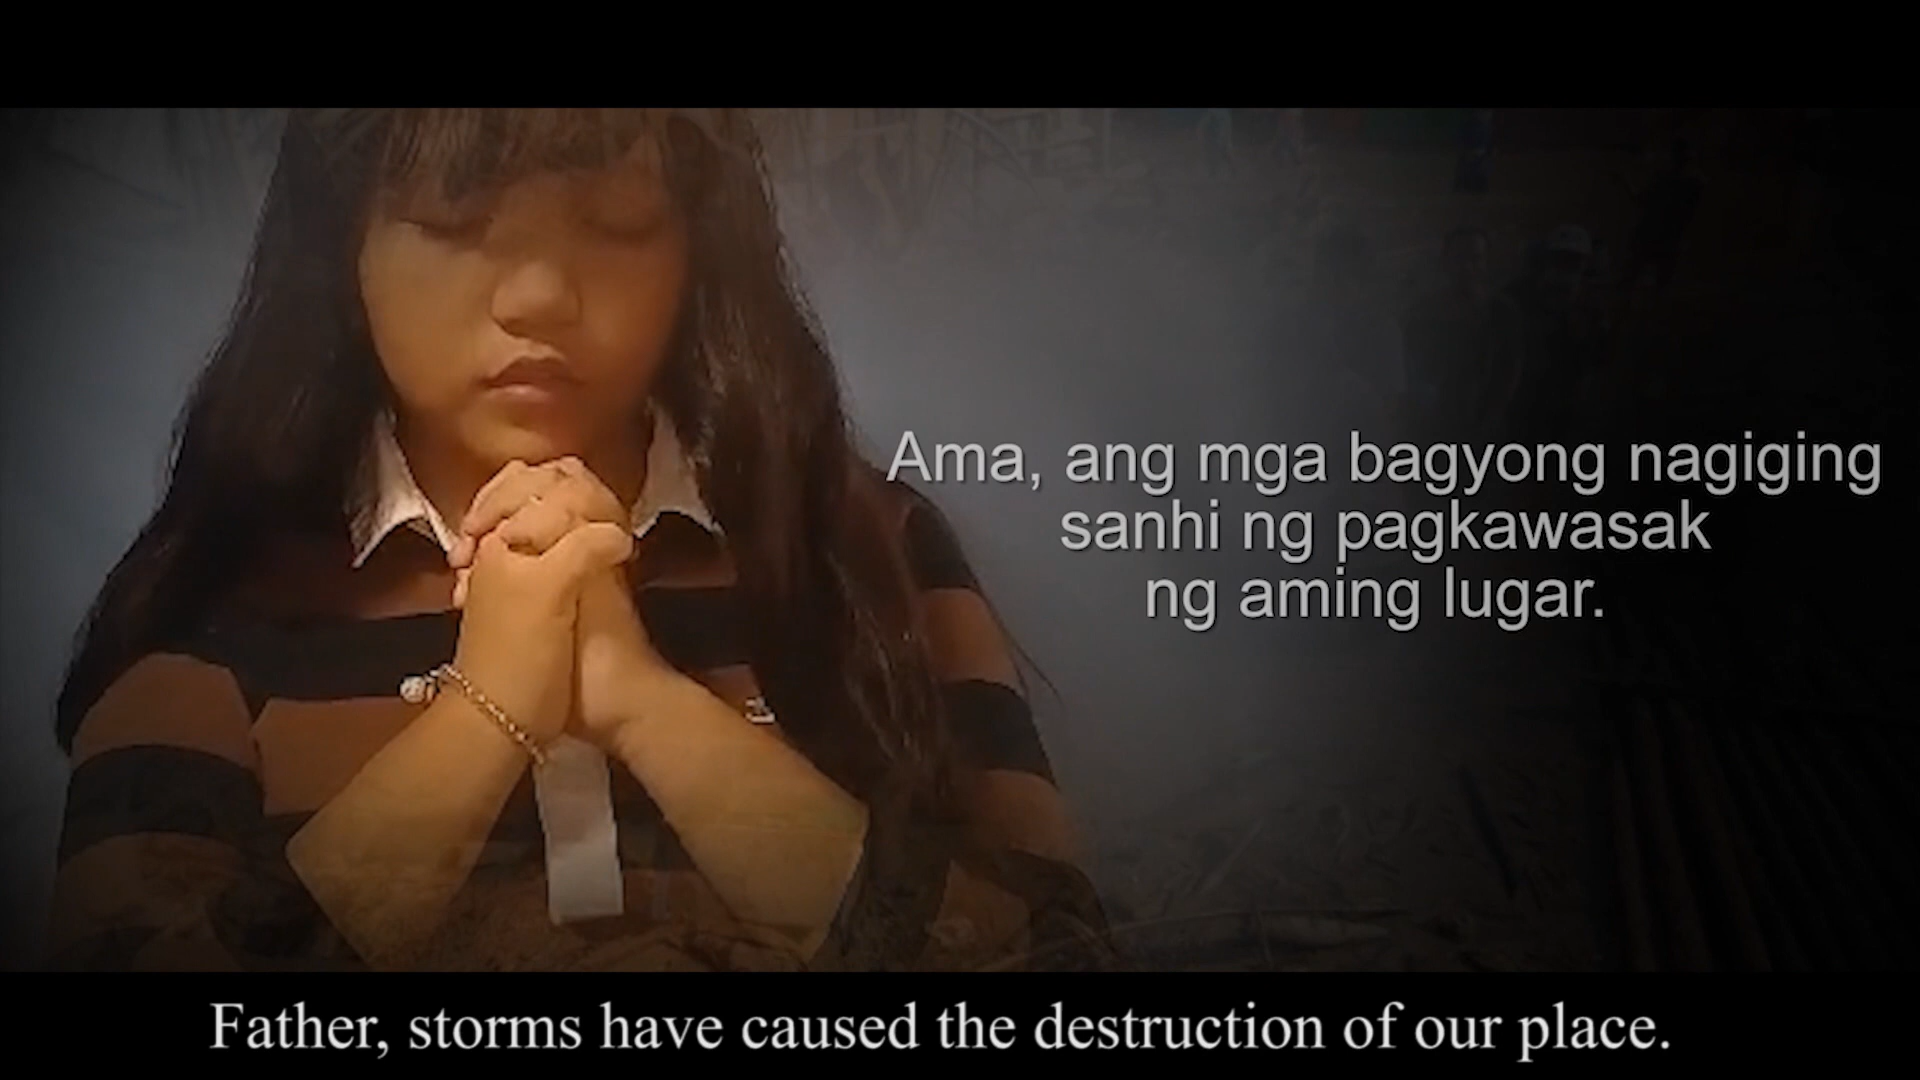 Ama, ang mga bagyong nagiging
sanhi ng pagkawasak
ng aming lugar.
Father, storms have caused the destruction of our place.